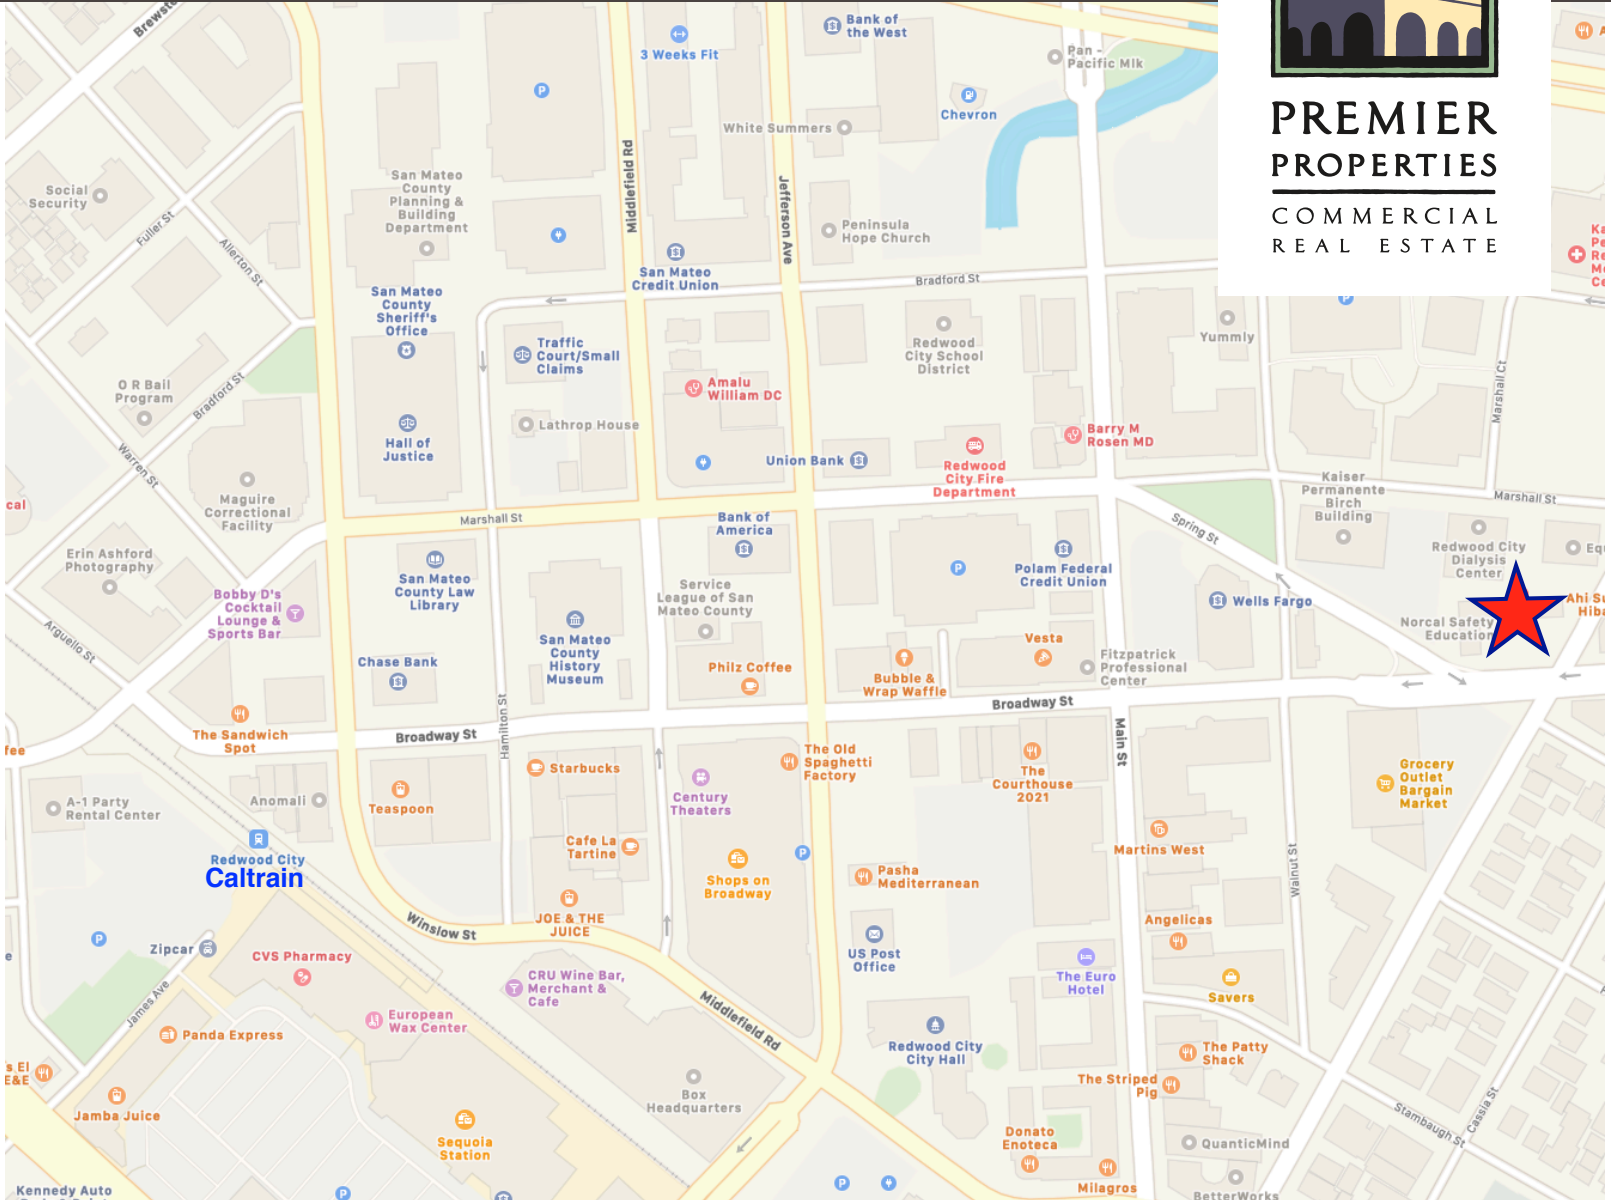 Brewste
3 Weeks Fit
Bank of
the West
Pan -
Pacific Mlk
Chevron
White Summers
PREMIER
PROPERTIES
COMMERCIAL
REAL ESTATE
Social
Security
Fuller St
Allerton St
San Mateo
County
Planning &
Building
Department
Middlefield Rd
Jefferson Ave
Peninsula
Hope Church
San Mateo
Credit Union
Bradford St
San Mateo
County
Sheriff's
Office
Traffic
Court/Small
Claims
Redwood
City School
District
Yummly
Marshall Ct
O R Bail
Program
Bradford St
Amalu
William DC
Lathrop House
Hall of
Justice
Warren St
Union Bank
Redwood
City Fire
Department
Barry M
Rosen MD
Maguire
Correctional
Facility
cal
Kaiser
Permanente
Birch
Building
Marshall St
Marshall St
Bank of
America
Spring St
Erin Ashford
Photography
San Mateo
County Law
Library
Service
League of San
Mateo County
Polam Federal
Credit Union
Redwood City
Dialysis
Center
Bobby D's
Cocktail
Lounge &
Sports Bar
Wells Fargo
Norcal Safety
Education
Ahi Su
Hiba
Arguello St
San Mateo
County
History
Museum
Chase Bank
Philz Coffee
Vesta
Bubble &
Wrap Waffle
Fitzpatrick
Professional
Center
Broadway St
Broadway St
Hamilton St
Main St
The Sandwich
Spot
fee
Starbucks
The Old
Spaghetti
Factory
The
Courthouse
2021
Grocery
Outlet
Bargain
Market
A-1 Party
Rental Center
Anomali
Teaspoon
Century
Theaters
Redwood City
Caltrain
Cafe La
Tartine
Martins West
Walnut St
Shops on
Broadway
Pasha
Mediterranean
JOE & THE
JUICE
Winslow St
Angelicas
Zipcar
CVS Pharmacy
US Post
Office
CRU Wine Bar,
Merchant &
Cafe
The Euro
Hotel
Savers
James Ave
European
Wax Center
Middlefield Rd
Panda Express
Redwood City
City Hall
The Patty
Shack
's El
E&E
The Striped
Pig
Box
Headquarters
Jamba Juice
Sequoia
Station
Donato
Enoteca
QuanticMind
Stambaugh St
Cassia St
Milagros
BetterWorks
Kennedy Auto